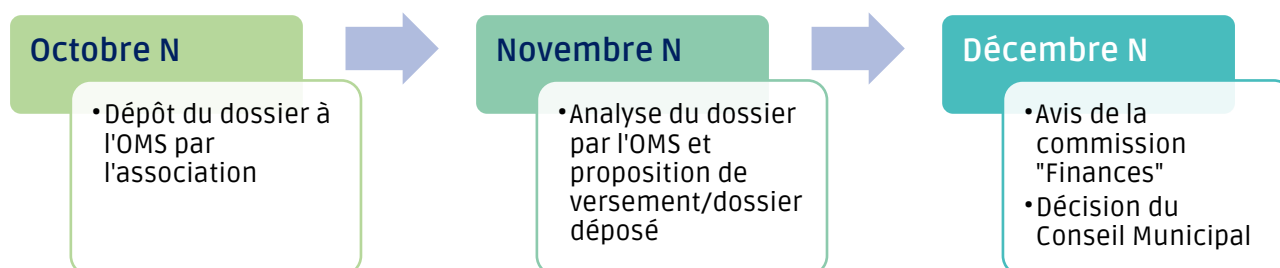 Octobre N
•Dépôt du dossier à
l'OMS par
l'association
Novembre N
•Analyse du dossier
par l'OMS et
proposition de
versement/dossier
déposé
Décembre N
•Avis de la
commission
"Finances"
•Décision du
Conseil Municipal